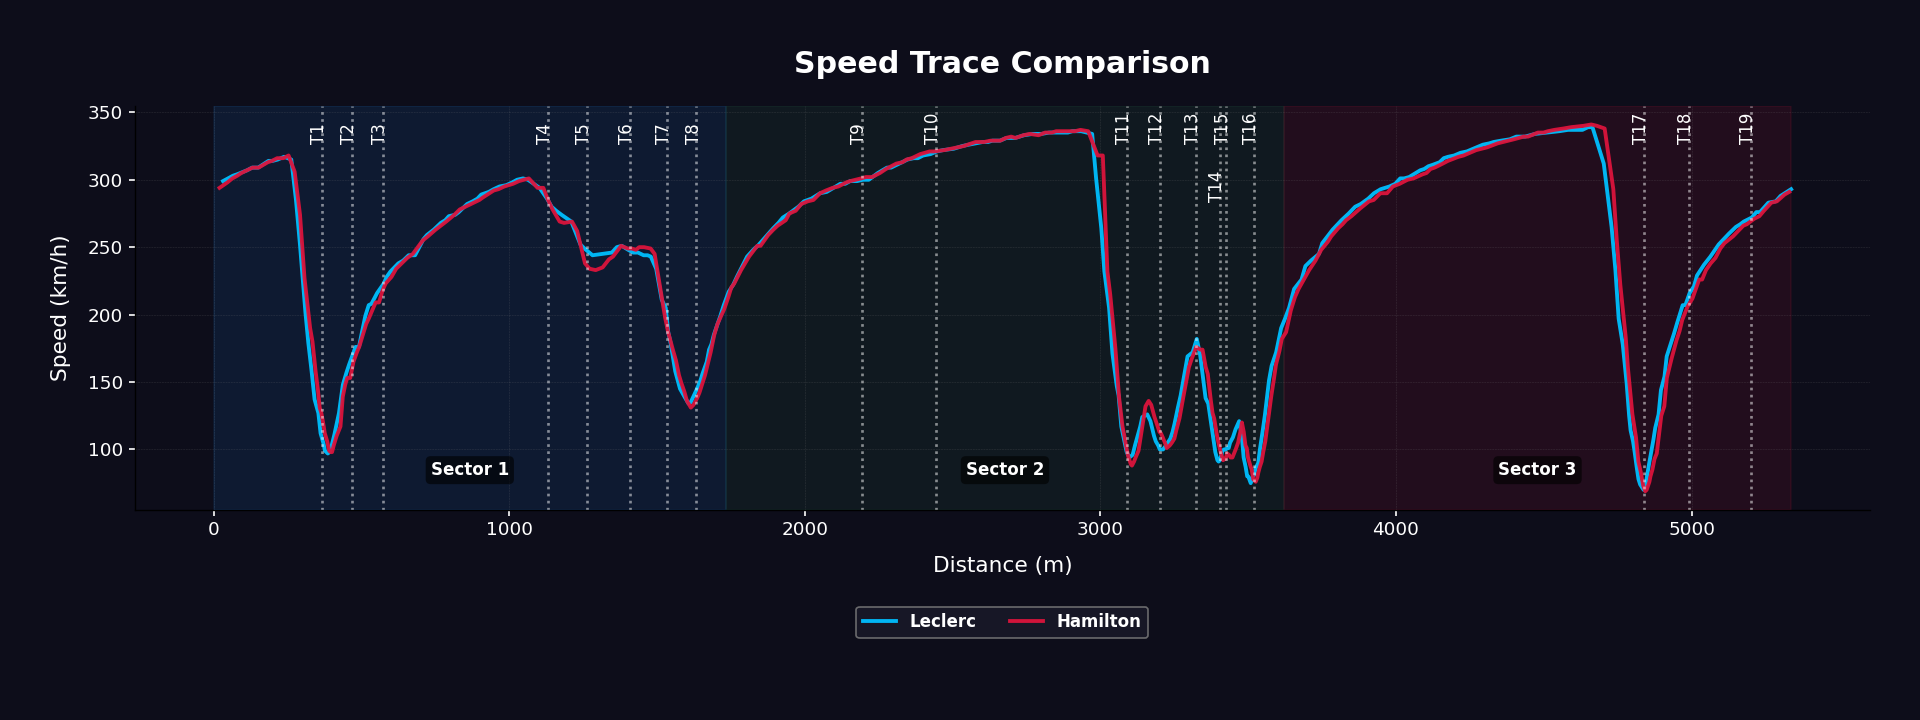 Speed Trace Comparison
Speed (km/h)
350
300
250
200
150
100
T1 T2 T3 T4 T5 T6 T7 T8 T9 T10 T11 T12 T13 T14 T15 T16 T17 T18 T19
Sector 1 Sector 2 Sector 3
0 1000 2000 3000 4000 5000
Distance (m)
Leclerc Hamilton